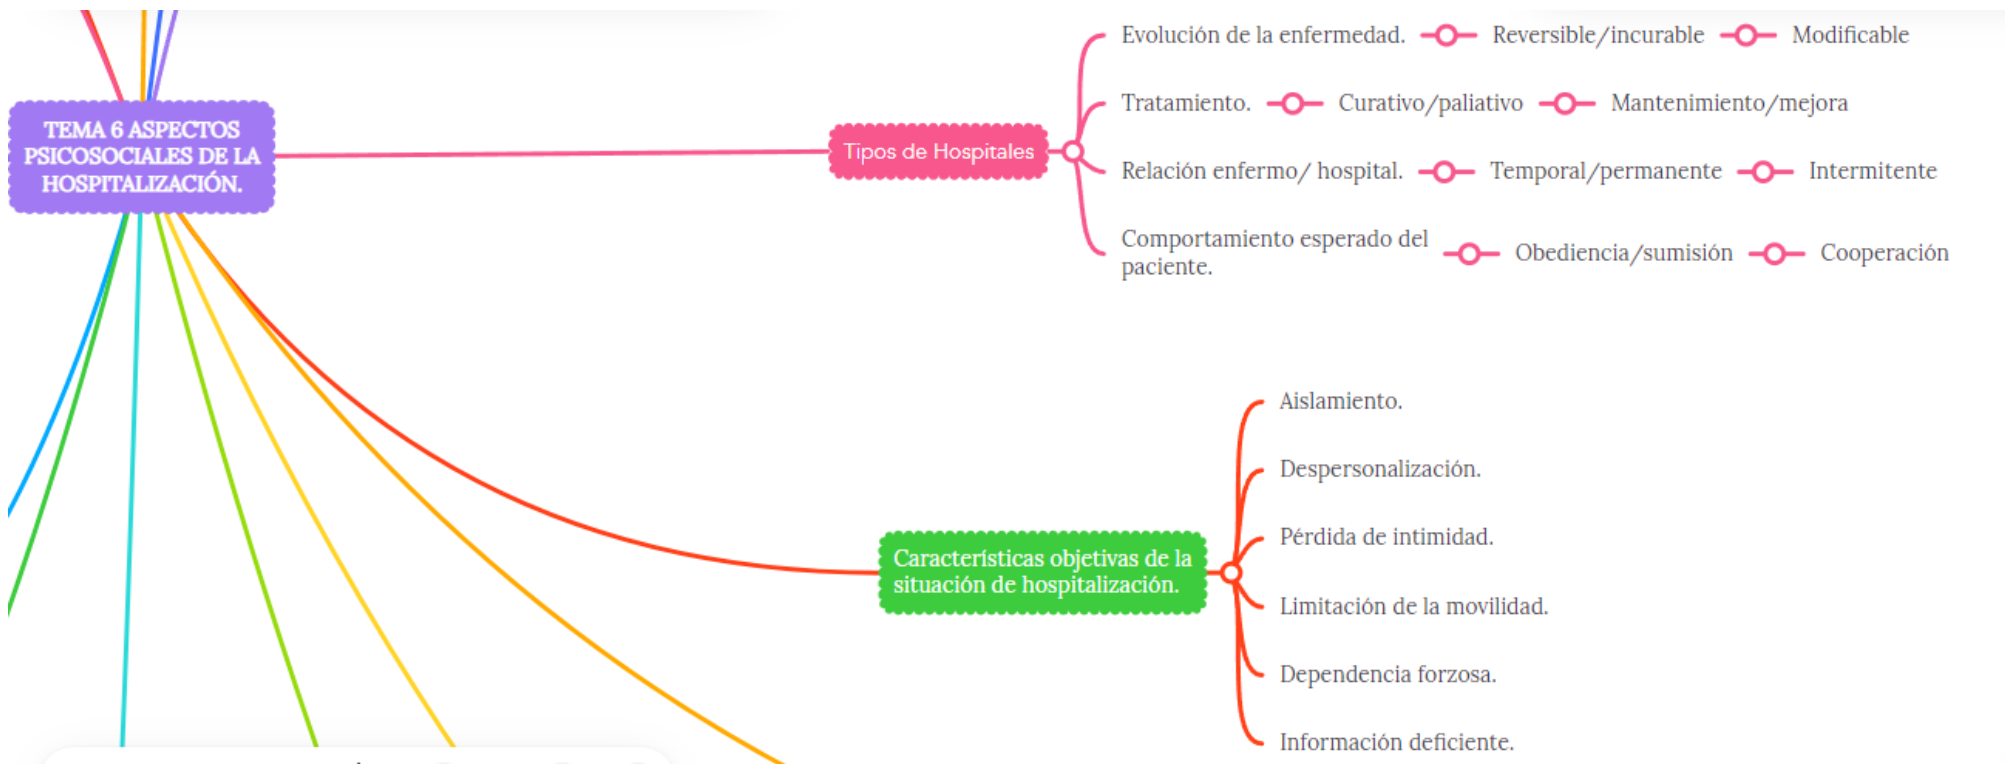 TEMA 6 ASPECTOS
PSICOSOCIALES DE LA
HOSPITALIZACIÓN.
Tipos de Hospitales
Evolución de la enfermedad. Reversible/incurable Modificable
Tratamiento. Curativo/paliativo Mantenimiento/mejora
Relación enfermo/ hospital. Temporal/permanente Intermitente
Comportamiento esperado del
paciente. Obediencia/sumisión Cooperación
Características objetivas de la
situación de hospitalización.
Aislamiento.
Despersonalización.
Pérdida de intimidad.
Limitación de la movilidad.
Dependencia forzosa.
Información deficiente.